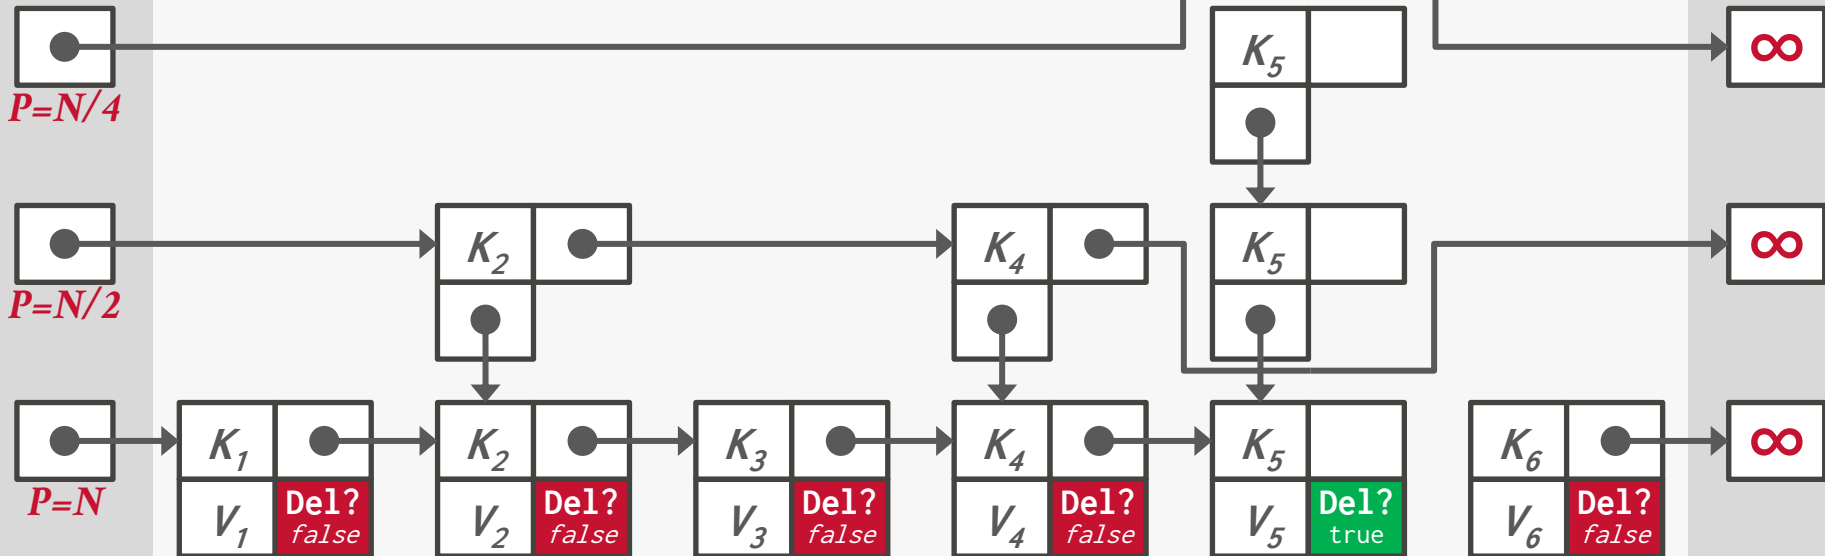 K5 ∞
P=N/4
K2 K4 K5 ∞
P=N/2
K1 K2 K3 K4 K5 K6 ∞
P=N
V1 Del? false V2 Del? false V3 Del? false V4 Del? false V5 Del? true V6 Del? false